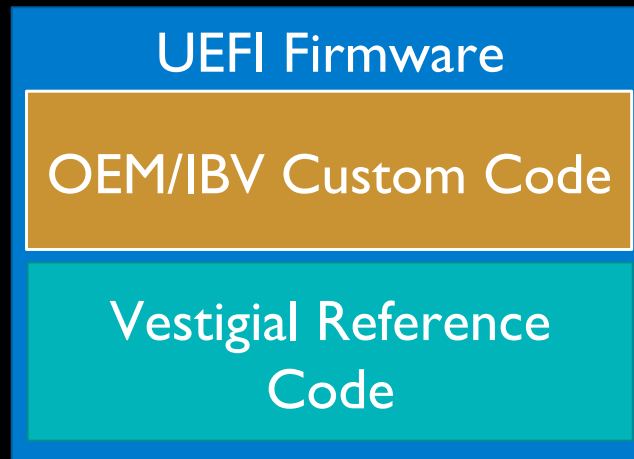 UEFI Firmware
OEM/IBV Custom Code
Vestigial Reference
Code